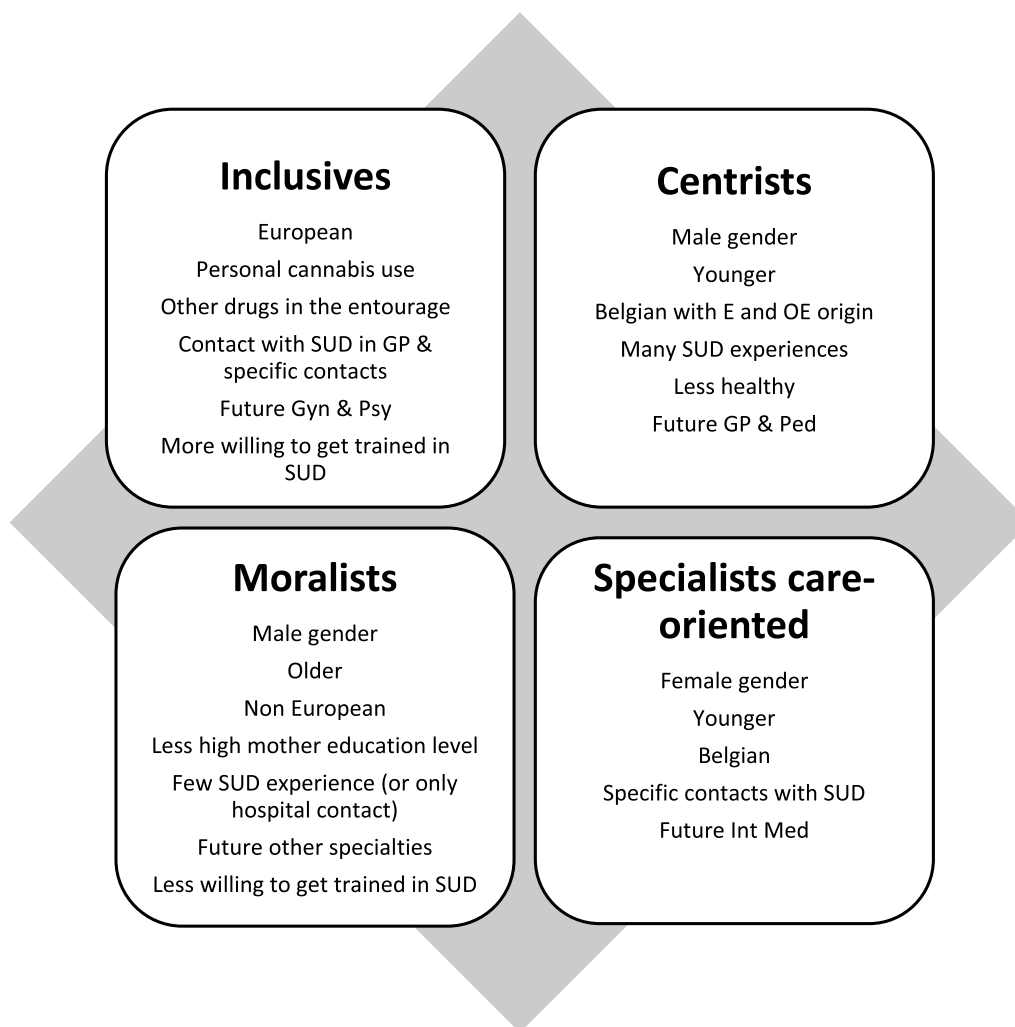 Inclusives
European
Personal cannabis use
Other drugs in the entourage
Contact with SUD in GP &
specific contacts
Future Gyn & Psy
More willing to get trained in
SUD
Centrists
Male gender
Younger
Belgian with E and OE origin
Many SUD experiences
Less healthy
Future GP & Ped
Moralists
Male gender
Older
Non European
Less high mother education level
Few SUD experience (or only
hospital contact)
Future other specialties
Less willing to get trained in SUD
Specialists care-
oriented
Female gender
Younger
Belgian
Specific contacts with SUD
Future Int Med